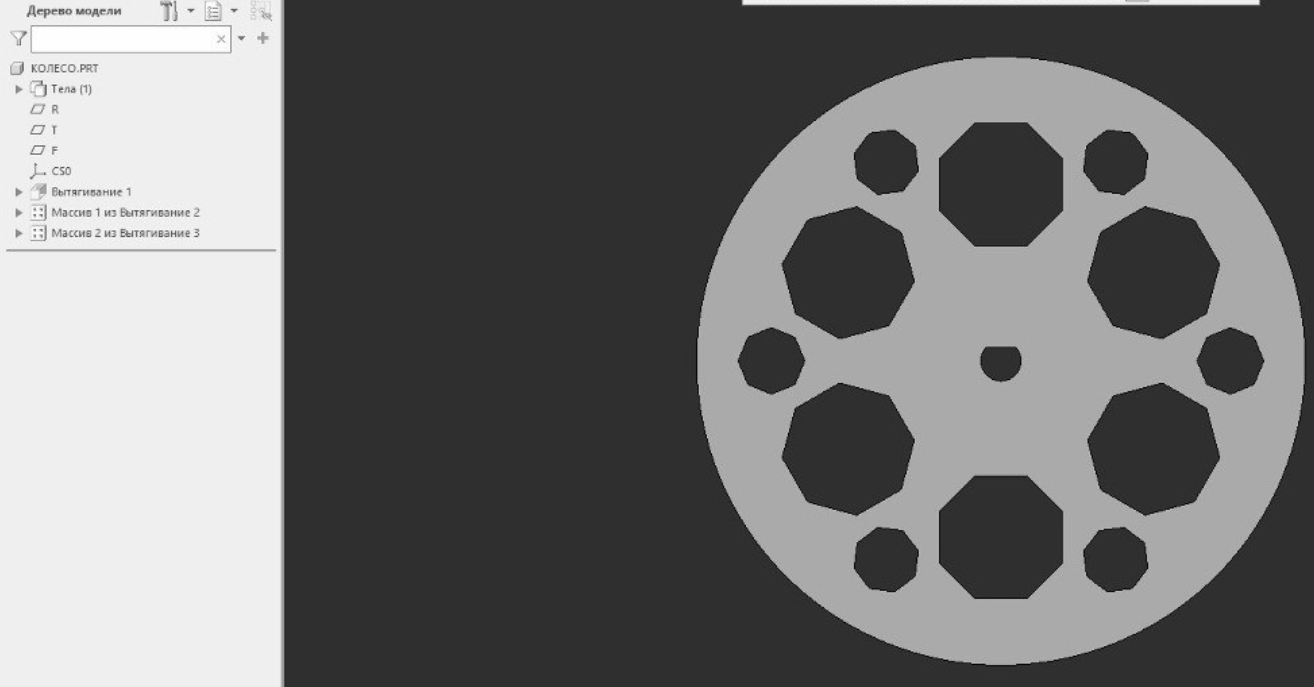 Дерево модели
КОЛЕСО.PRT
Тела (1)
R
T
F
CS0
Вытягивание 1
Массив 1 из Вытягивание 2
Массив 2 из Вытягивание 3